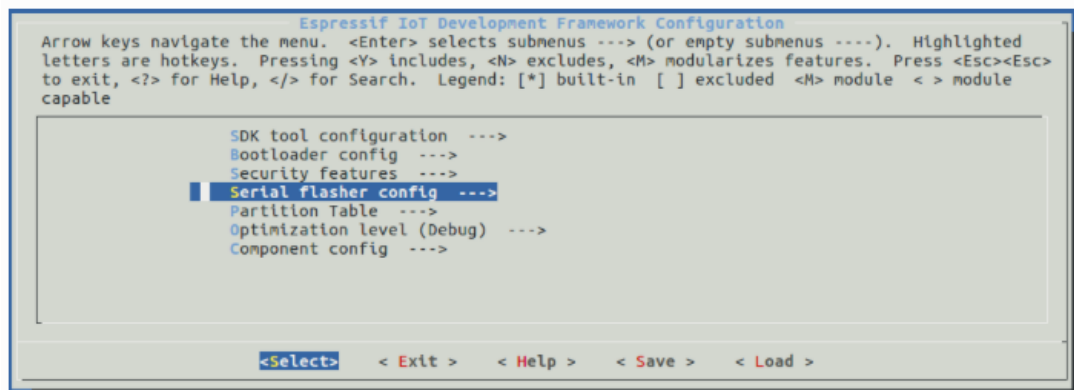 Espressif IoT Development Framework Configuration
Arrow keys navigate the menu. <Enter> selects submenus ---> (or empty submenus ----). Highlighted
letters are hotkeys. Pressing <Y> includes, <N> excludes, <M> modularizes features. Press <Esc><Esc>
to exit, <?> for Help, </> for Search. Legend: [*] built-in [ ] excluded <M> module < > module
capable
SDK tool configuration --->
Bootloader config --->
Security features --->
Serial flasher config --->
Partition Table --->
Optimization level (Debug) --->
Component config --->
<Select> < Exit > < Help > < Save > < Load >